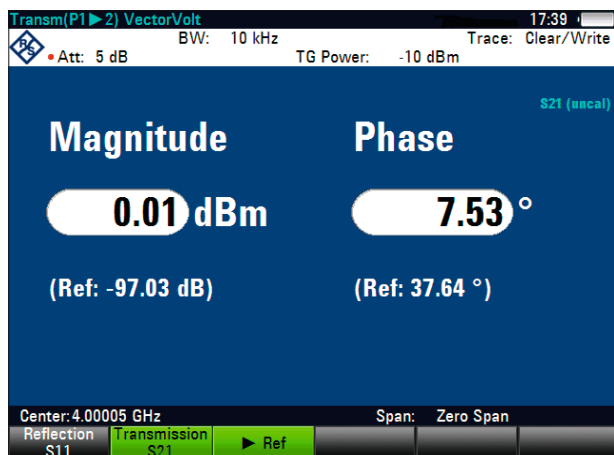 Transm(P1►2) VectorVolt 17:39
BW: 10 kHz Trace: Clear/Write
Att: 5 dB TG Power: -10 dBm
S21 (uncal)
Magnitude Phase
0.01 dBm 7.53 °
(Ref: -97.03 dB) (Ref: 37.64 °)
Center: 4.00005 GHz Span: Zero Span
Reflection Transmission ► Ref
S11 S21